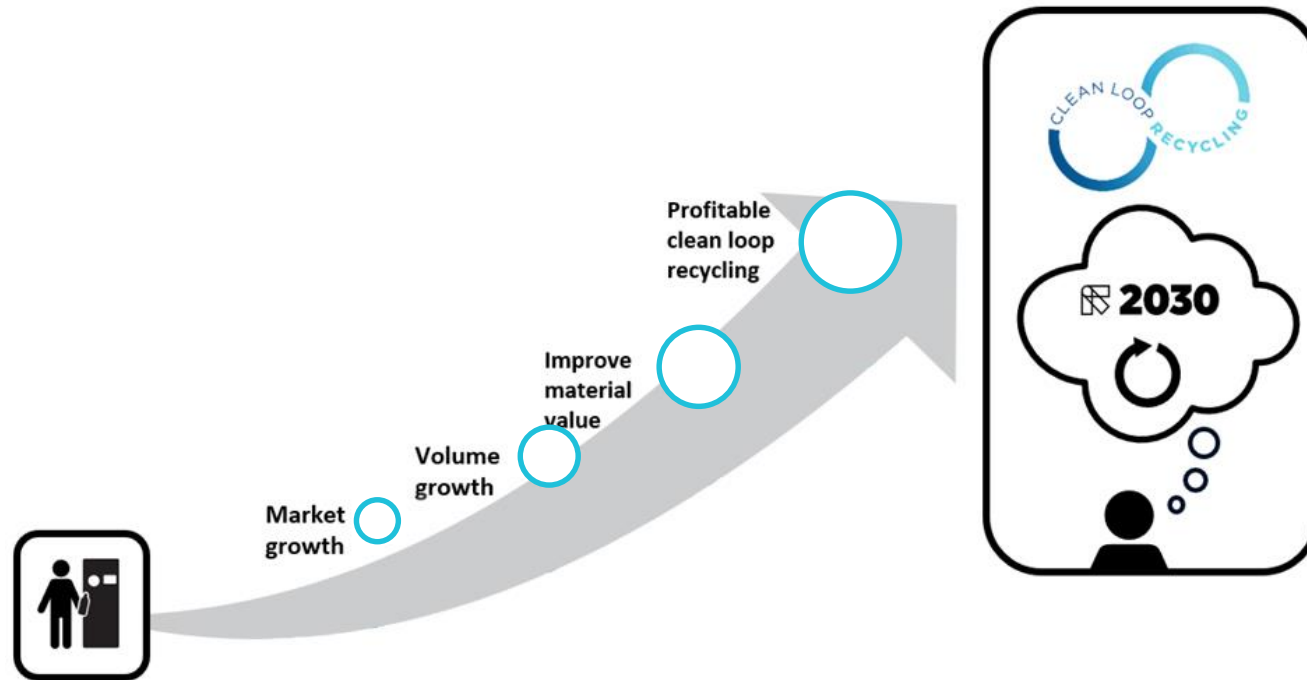 CLEAN LOOP RECYCLING
2030
Profitable
clean loop
recycling
Improve
material
value
Volume
growth
Market
growth